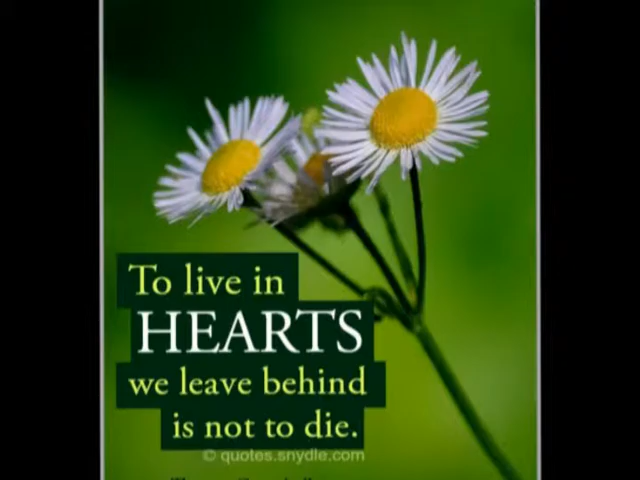 To live in
HEARTS
we leave behind
is not to die.
© quotes.snydle.com